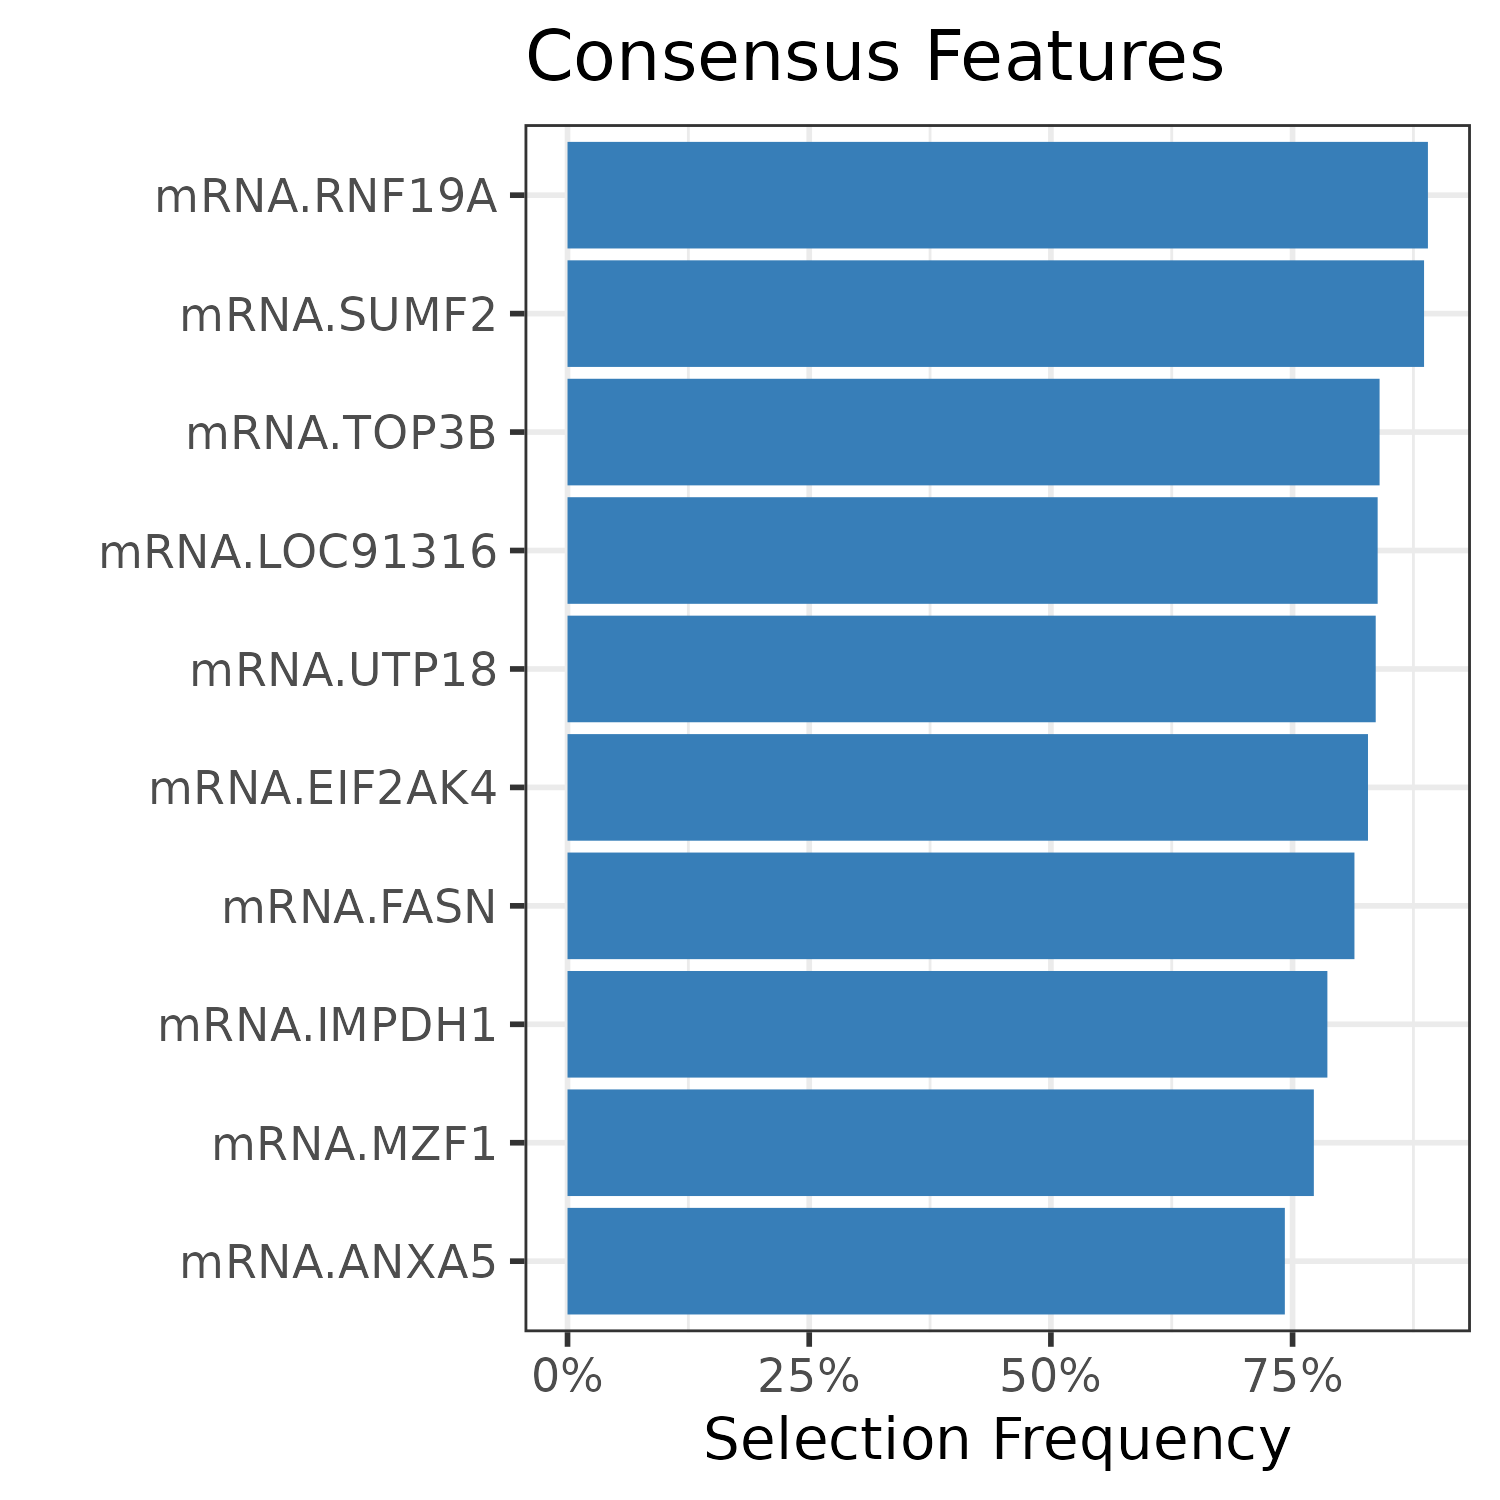 Consensus Features
mRNA.RNF19A
mRNA.SUMF2
mRNA.TOP3B
mRNA.LOC91316
mRNA.UTP18
mRNA.EIF2AK4
mRNA.FASN
mRNA.IMPDH1
mRNA.MZF1
mRNA.ANXA5
0% 25% 50% 75%
Selection Frequency